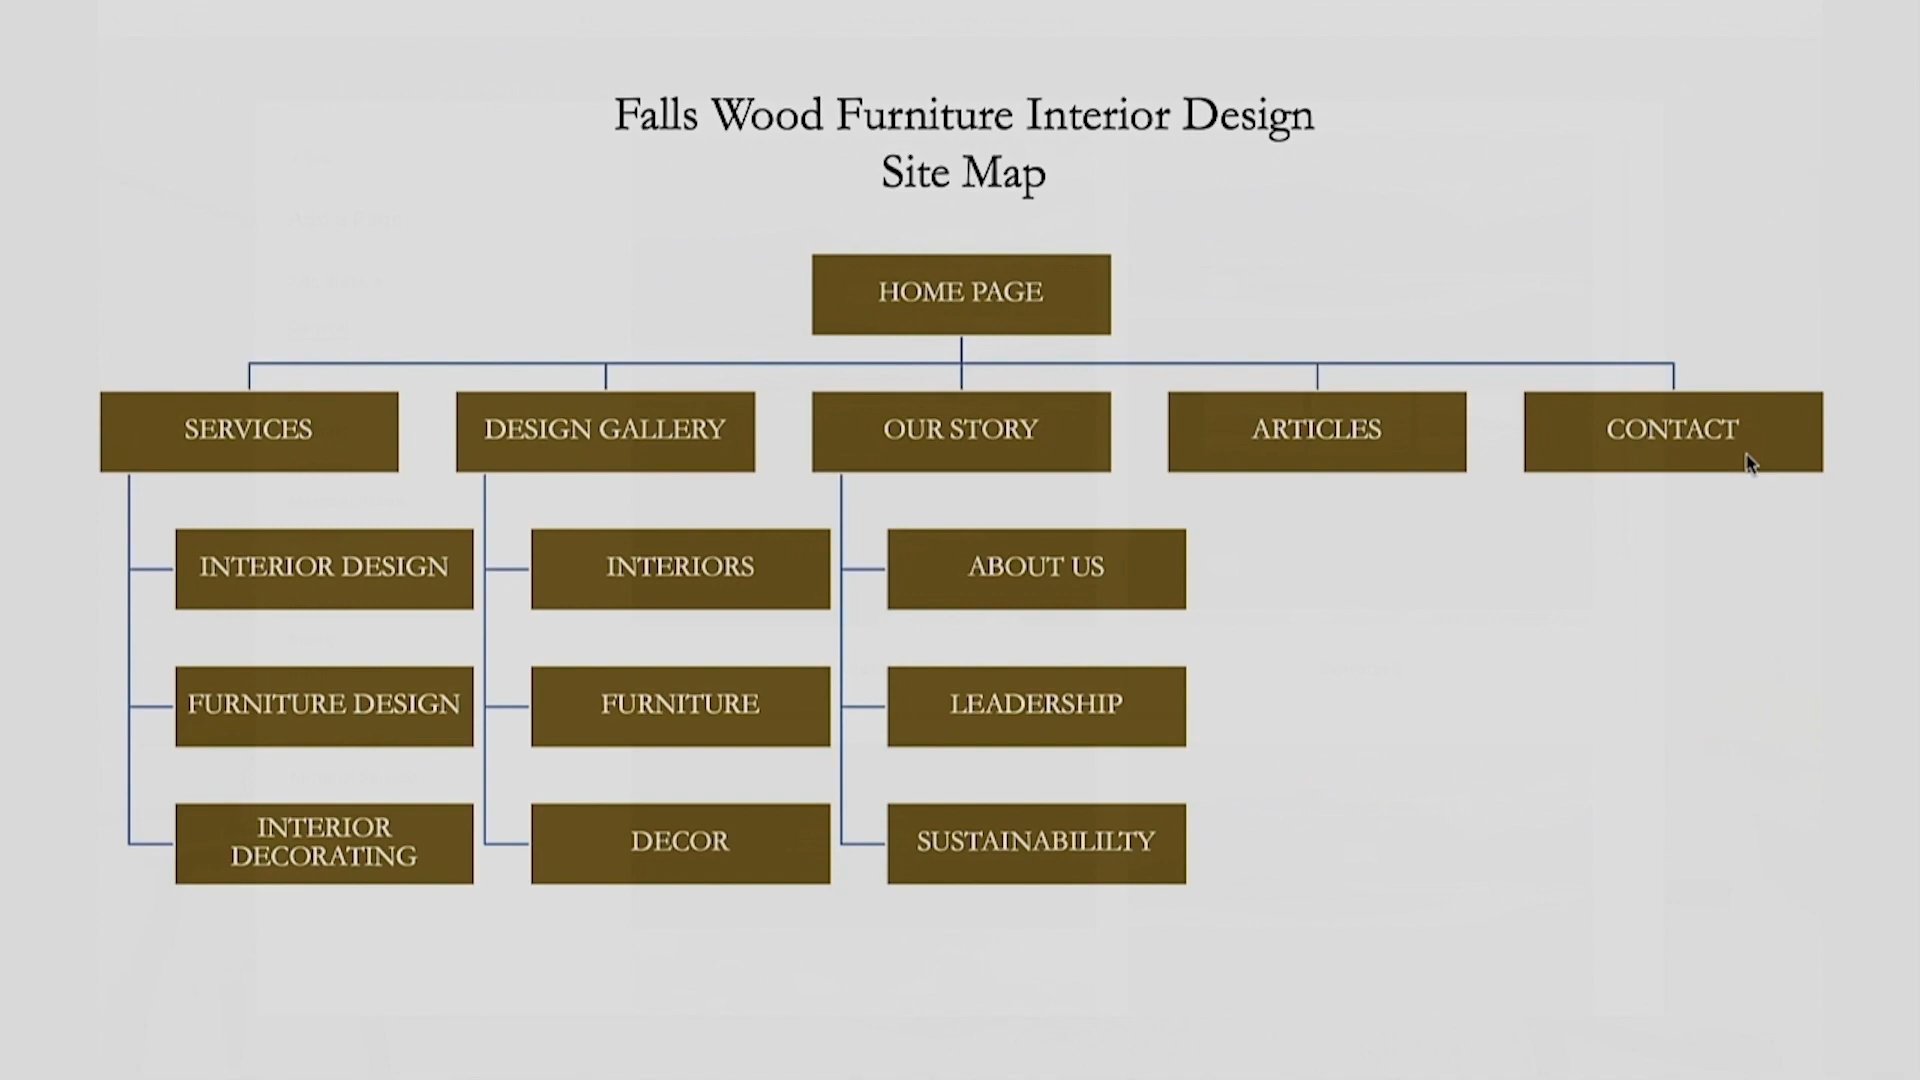 Falls Wood Furniture Interior Design
Site Map
HOME PAGE
SERVICES
DESIGN GALLERY
OUR STORY
ARTICLES
CONTACT
INTERIOR DESIGN
INTERIORS
ABOUT US
FURNITURE DESIGN
FURNITURE
LEADERSHIP
INTERIOR
DECORATING
DECOR
SUSTAINABILILTY